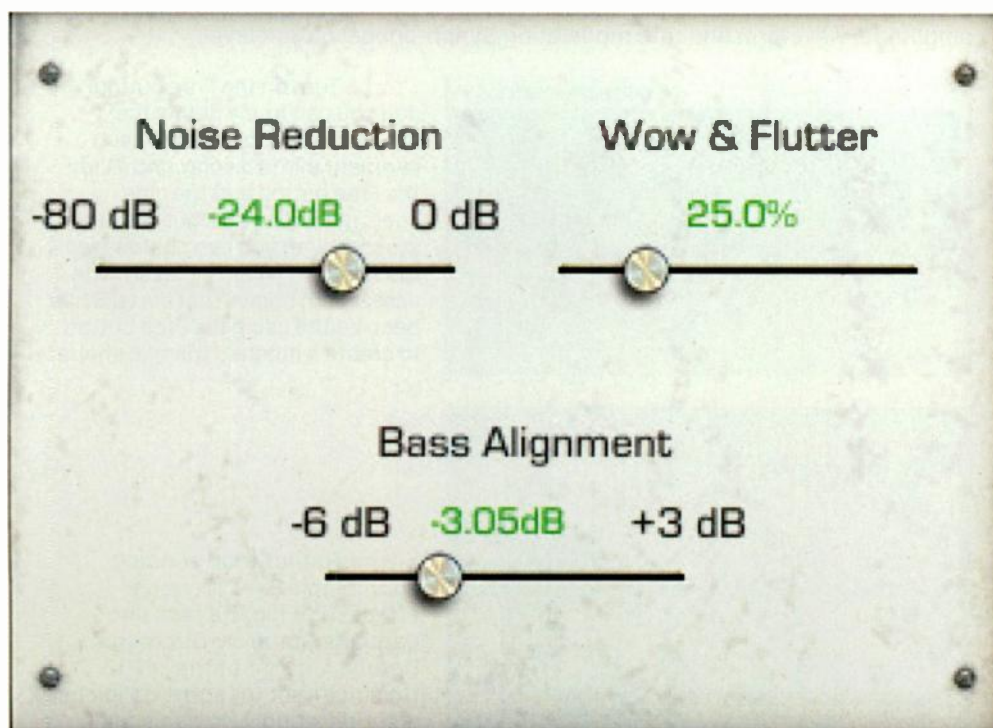 Noise Reduction
Wow & Flutter
-80 dB -24.0dB 0 dB
25.0%
Bass Alignment
-6 dB -3.05dB +3 dB